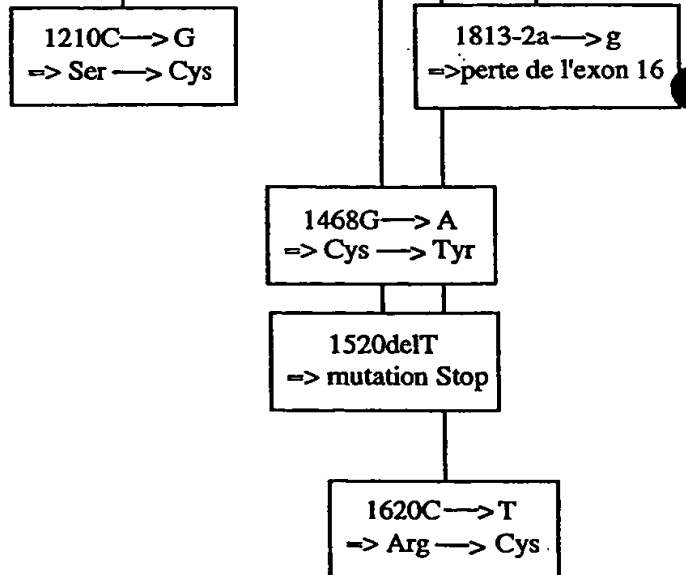 1210C—>G
=> Ser —> Cys
1813-2a—>g
=>perte de l'exon 16
1468G—> A
=> Cys —> Tyr
1520delT
=> mutation Stop
1620C—>T
=> Arg —> Cys